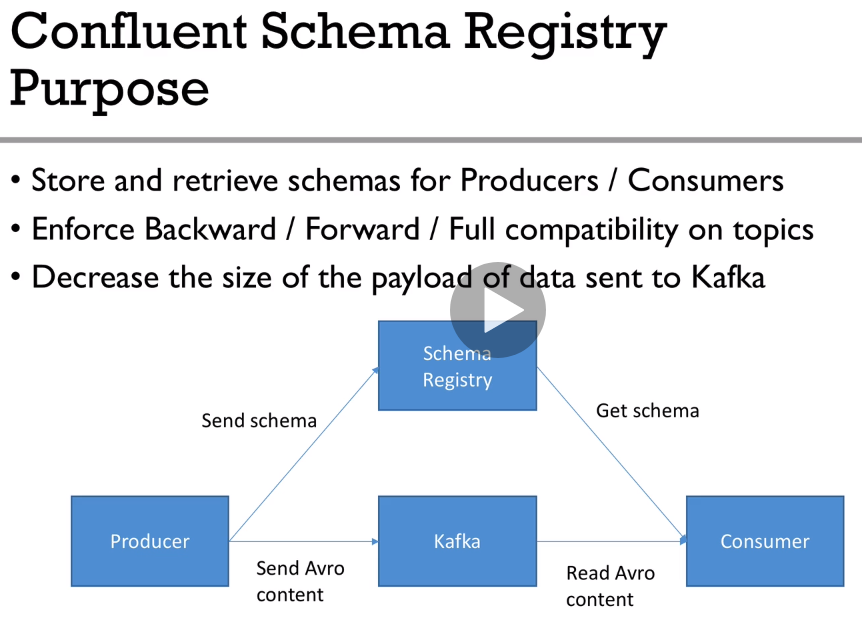 Confluent Schema Registry
Purpose
• Store and retrieve schemas for Producers / Consumers
• Enforce Backward / Forward / Full compatibility on topics
• Decrease the size of the payload of data sent to Kafka
Schema
Registry
Send schema
Get schema
Producer
Kafka
Consumer
Send Avro
content
Read Avro
content